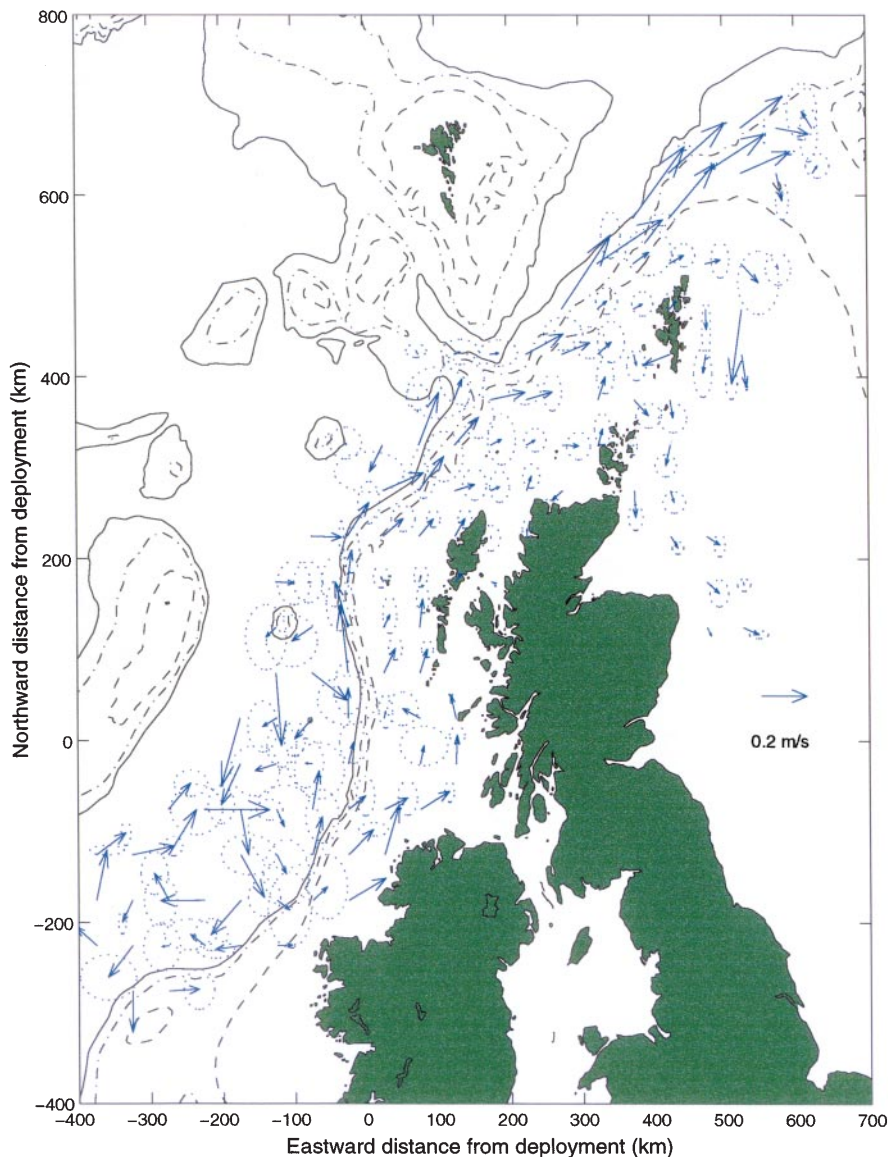 800
600
400
200
0
−200
−400
Northward distance from deployment (km)
0.2 m/s
−400 −300 −200 −100 0 100 200 300 400 500 600 700
Eastward distance from deployment (km)